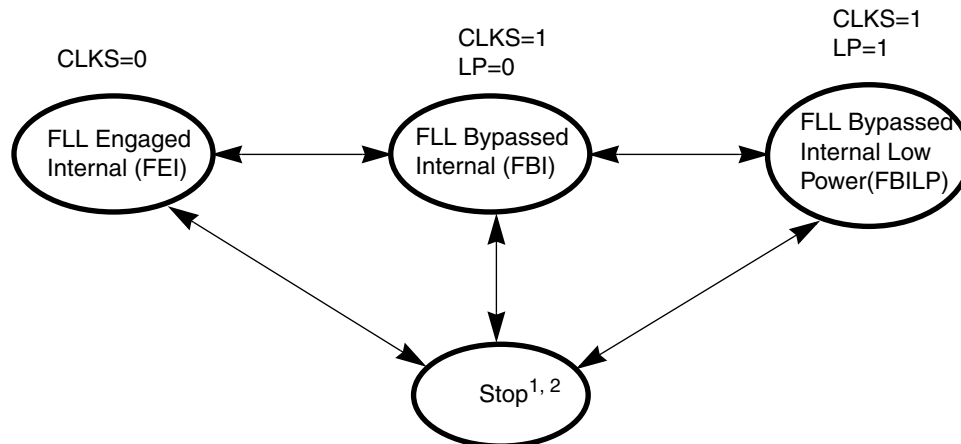 CLKS=0
CLKS=1
LP=0
CLKS=1
LP=1
FLL Engaged
Internal (FEI)
FLL Bypassed
Internal (FBI)
FLL Bypassed
Internal Low
Power(FBILP)
Stop1, 2